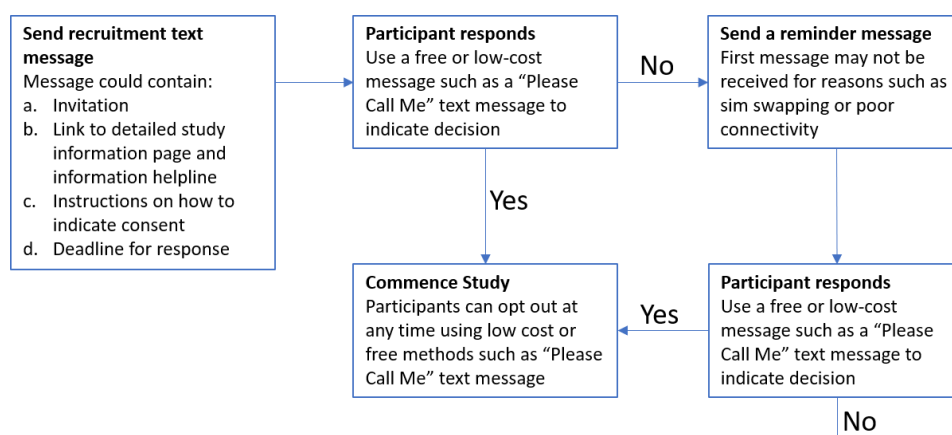 Send recruitment text
message
Message could contain:
a. Invitation
b. Link to detailed study
information page and
information helpline
c. Instructions on how to
indicate consent
d. Deadline for response
Participant responds
Use a free or low-cost
message such as a “Please
Call Me” text message to
indicate decision
No
Send a reminder message
First message may not be
received for reasons such as
sim swapping or poor
connectivity
Yes
Commence Study
Participants can opt out at
any time using low cost or
free methods such as “Please
Call Me” text message
Yes
Participant responds
Use a free or low-cost
message such as a “Please
Call Me” text message to
indicate decision
No